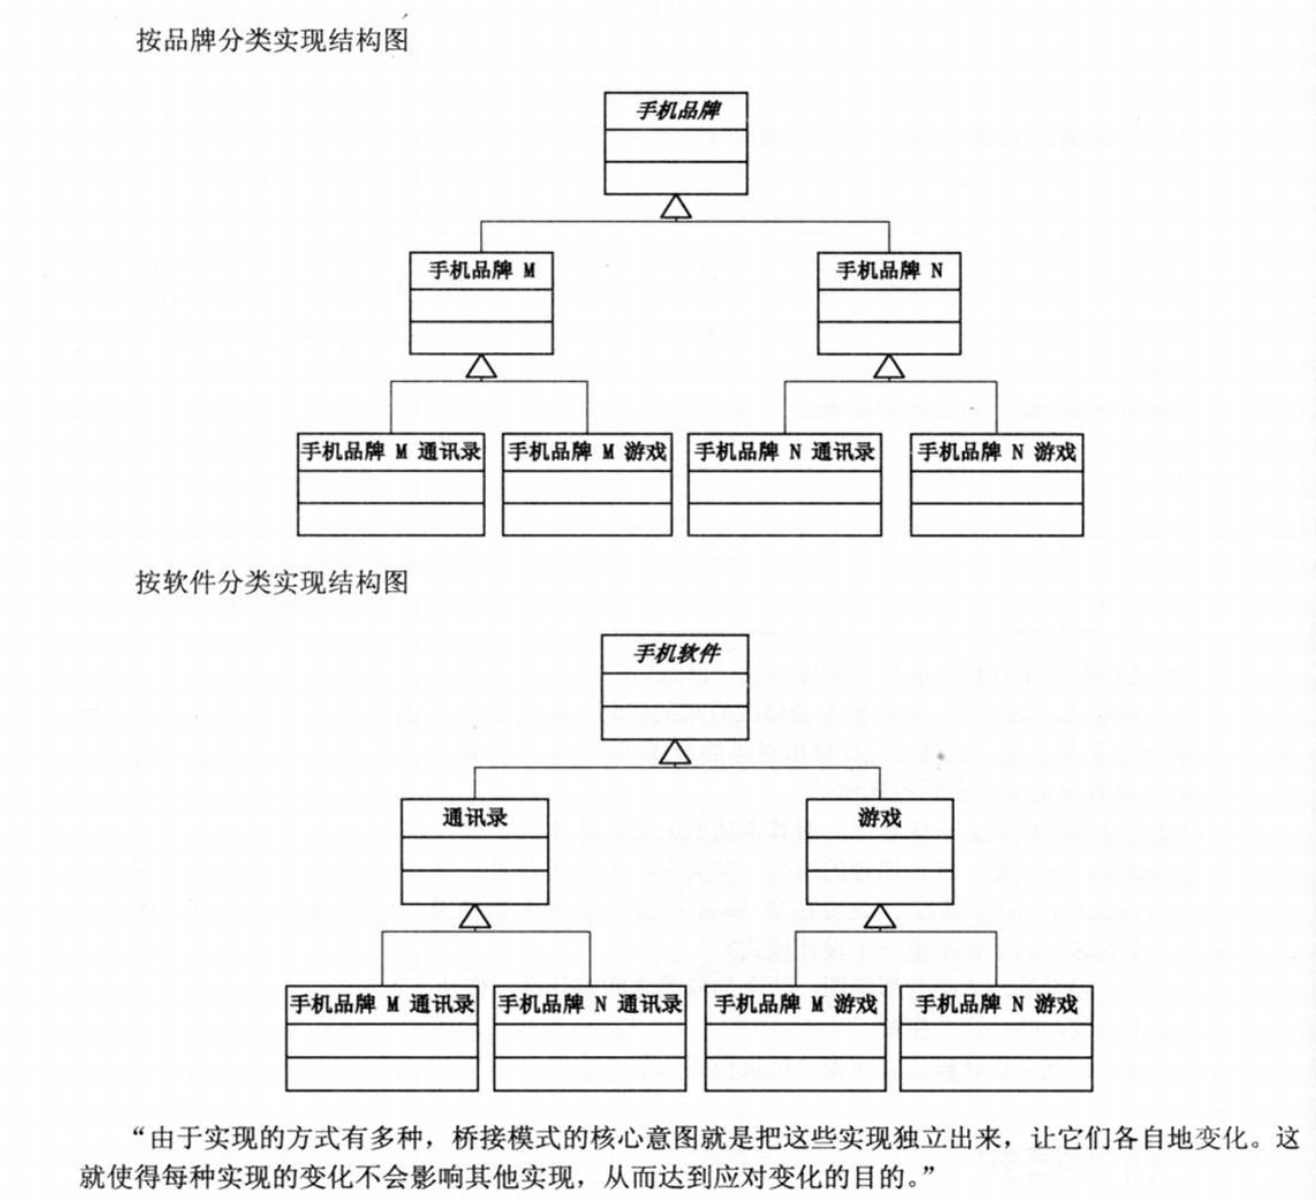 按品牌分类实现结构图
手机品牌
手机品牌 M
手机品牌 N
手机品牌 M 通讯录
手机品牌 M 游戏
手机品牌 N 通讯录
手机品牌 N 游戏
按软件分类实现结构图
手机软件
通讯录
游戏
手机品牌 M 通讯录
手机品牌 N 通讯录
手机品牌 M 游戏
手机品牌 N 游戏
“由于实现的方式有多种，桥接模式的核心意图就是把这些实现独立出来，让它们各自地变化。这
就使得每种实现的变化不会影响其他实现，从而达到应对变化的目的。”